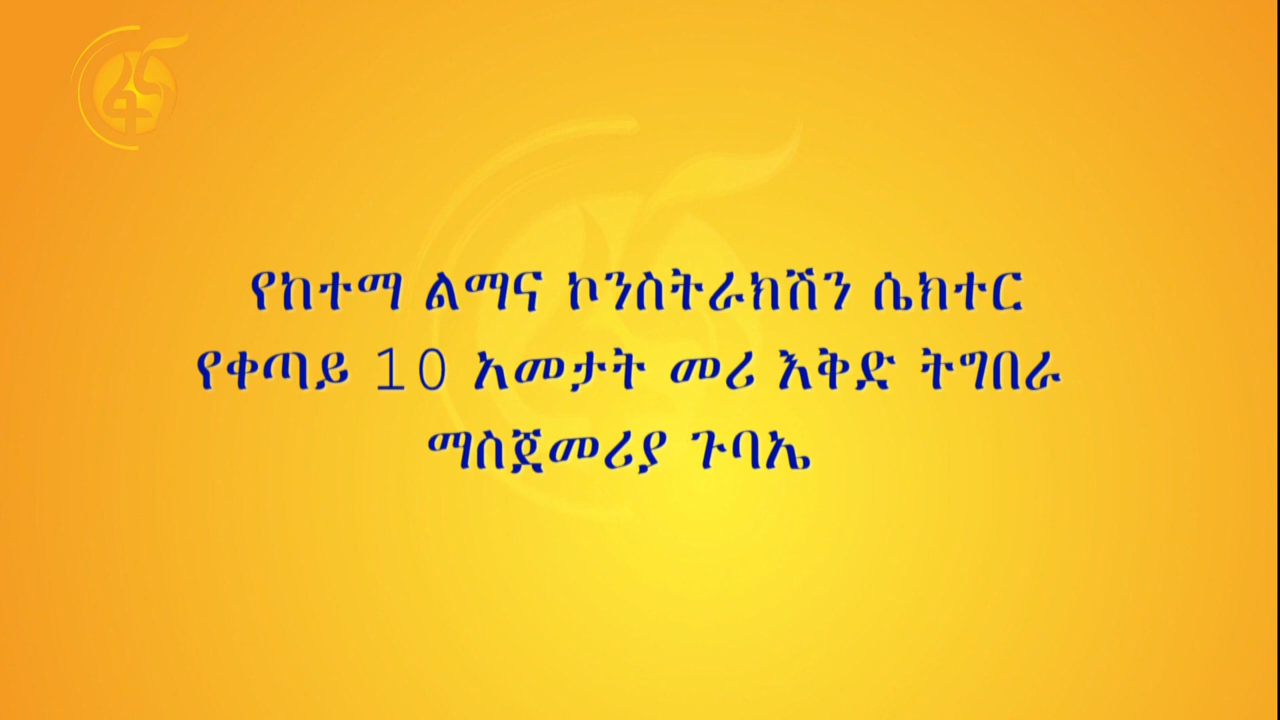 የከተማ ልማና ኮንስትራክሽን ሴክተር
የቀጣይ 10 አመታት መሪ እቅድ ትግበራ
ማስጀመሪያ ጉባኤ